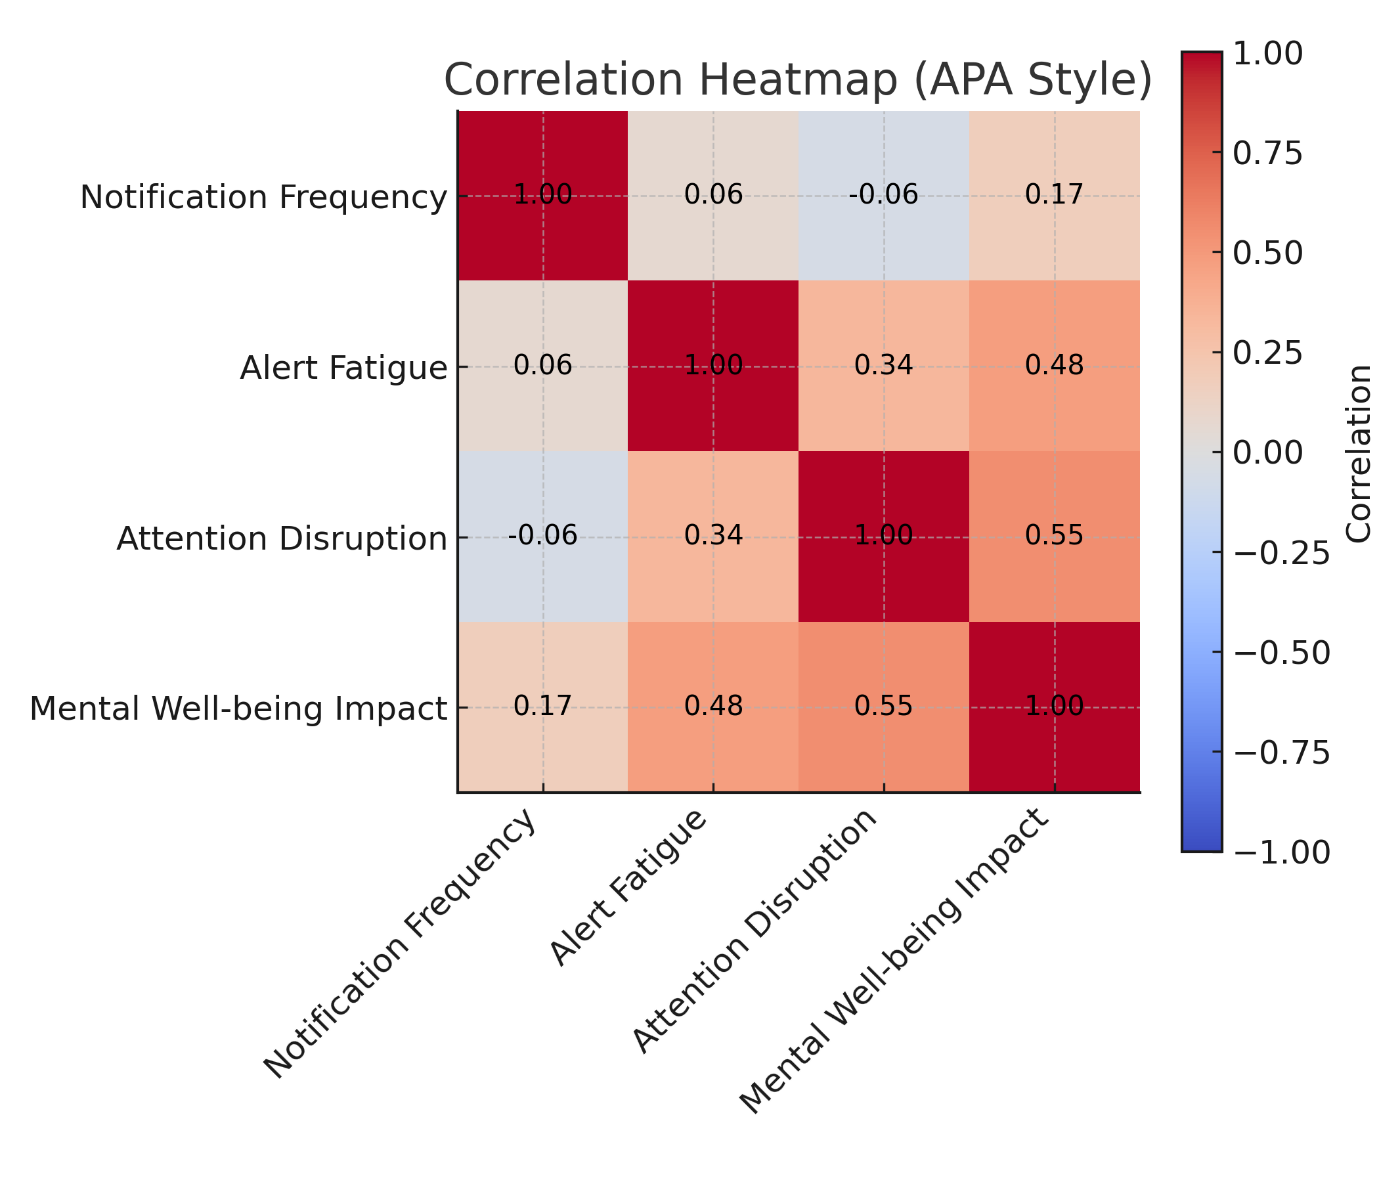 Correlation Heatmap (APA Style)
Notification Frequency
1.00 0.06 -0.06 0.17
Alert Fatigue
0.06 1.00 0.34 0.48
Attention Disruption
-0.06 0.34 1.00 0.55
Mental Well-being Impact
0.17 0.48 0.55 1.00
Notification Frequency
Alert Fatigue
Attention Disruption
Mental Well-being Impact
1.00
0.75
0.50
0.25
0.00
−0.25
−0.50
−0.75
−1.00
Correlation